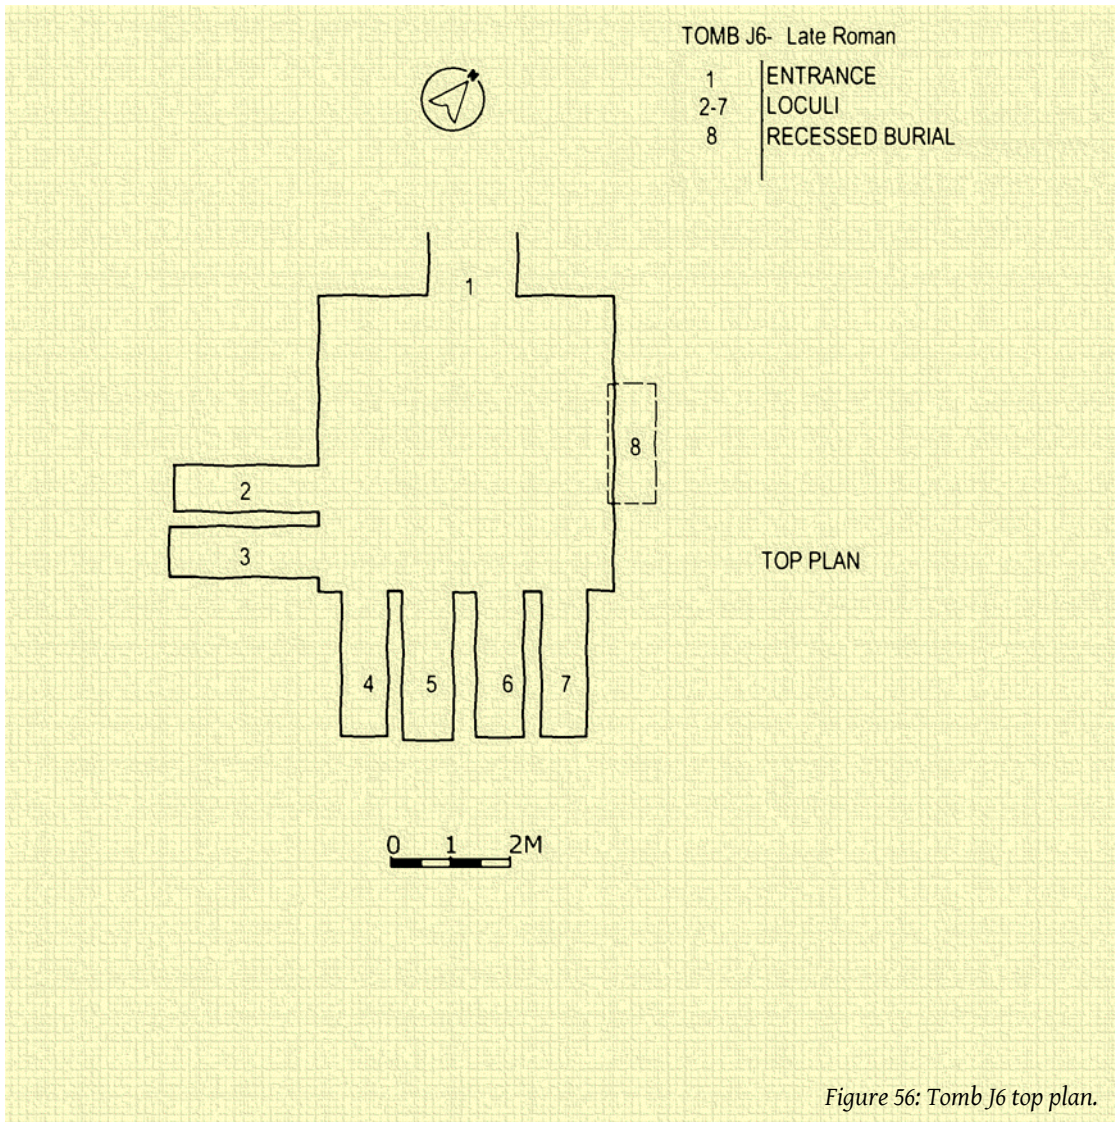 TOMB J6- Late Roman
1 ENTRANCE
2-7 LOCULI
8 RECESSED BURIAL
N
1
8
2
3
TOP PLAN
4 5 6 7
0 1 2M
Figure 56: Tomb J6 top plan.